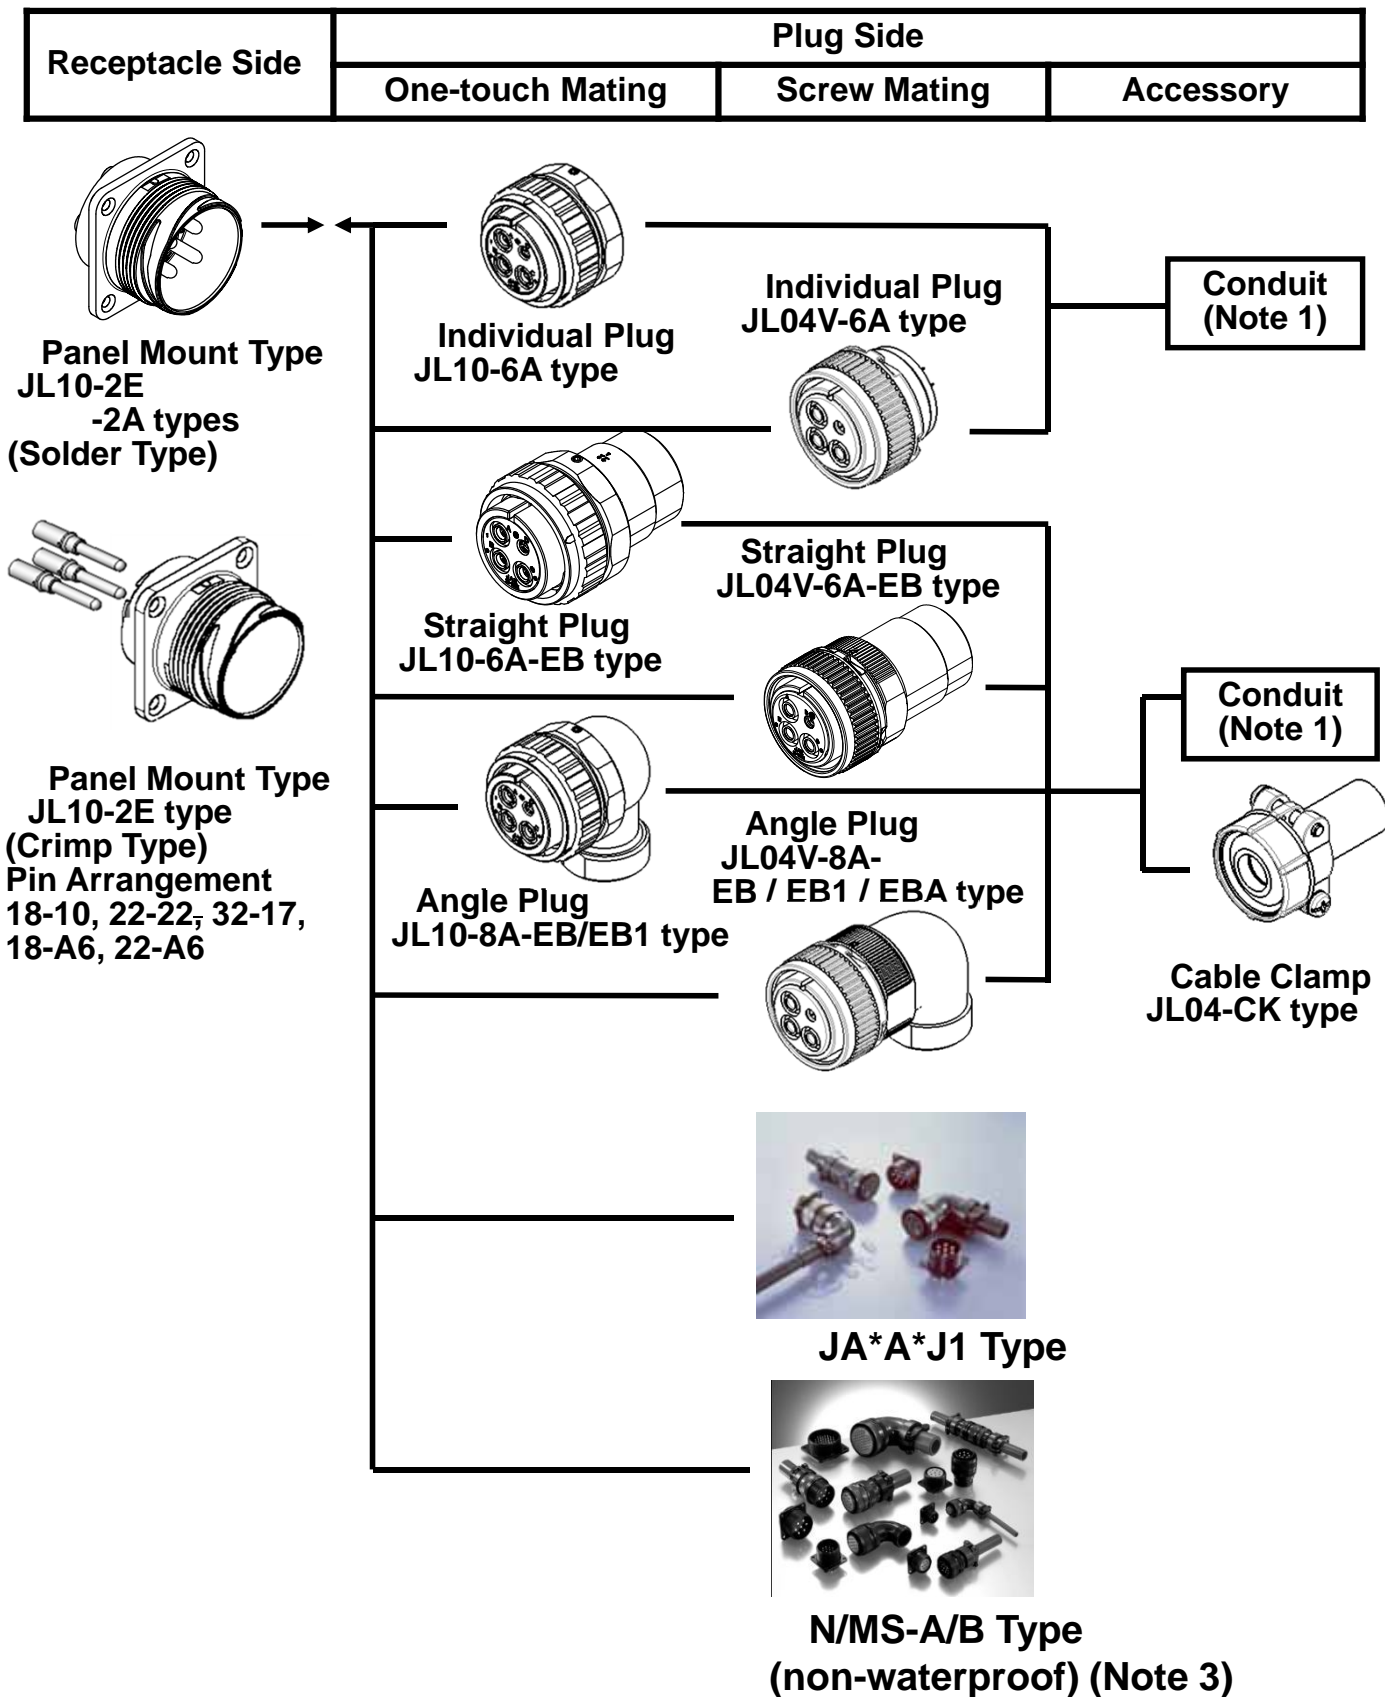 Receptacle Side
Plug Side
One-touch Mating
Screw Mating
Accessory
Panel Mount Type
JL10-2E
-2A types
(Solder Type)
Individual Plug
JL10-6A type
Individual Plug
JL04V-6A type
Conduit
(Note 1)
Straight Plug
JL10-6A-EB type
Straight Plug
JL04V-6A-EB type
Panel Mount Type
JL10-2E type
(Crimp Type)
Pin Arrangement
18-10, 22-22, 32-17,
18-A6, 22-A6
Angle Plug
JL10-8A-EB/EB1 type
Angle Plug
JL04V-8A-
EB / EB1 / EBA type
Conduit
(Note 1)
Cable Clamp
JL04-CK type
JA*A*J1 Type
N/MS-A/B Type
(non-waterproof) (Note 3)